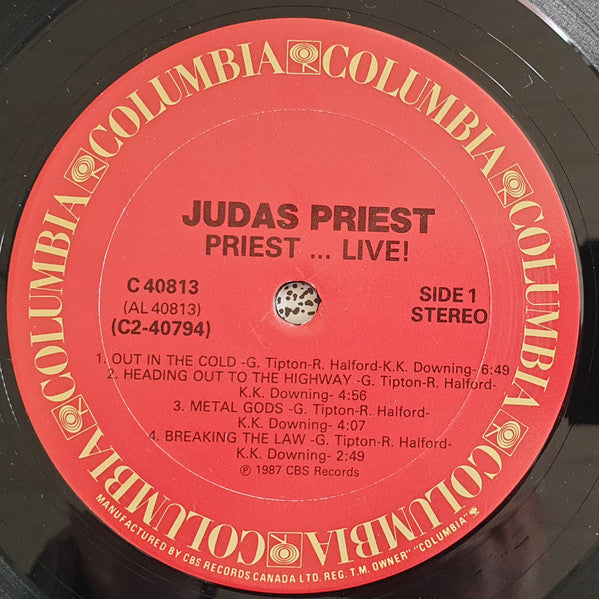 COLUMBIA COLUMBIA COLUMBIA COLUMBIA COLUMBIA COLUMBIA COLUMBIA COLUMBIA
JUDAS PRIEST
PRIEST ... LIVE!
C 40813
(AL 40813)
(C2-40794)
SIDE 1
STEREO
1. OUT IN THE COLD -G. Tipton-R. Halford-K.K. Downing- 6:49
2. HEADING OUT TO THE HIGHWAY -G. Tipton-R. Halford-
K.K. Downing- 4:56
3. METAL GODS -G. Tipton-R. Halford-
K.K. Downing- 4:07
4. BREAKING THE LAW -G. Tipton-R. Halford-
K.K. Downing- 2:49
℗ 1987 CBS Records
MANUFACTURED BY CBS RECORDS CANADA LTD. REG. T.M. OWNER "COLUMBIA",